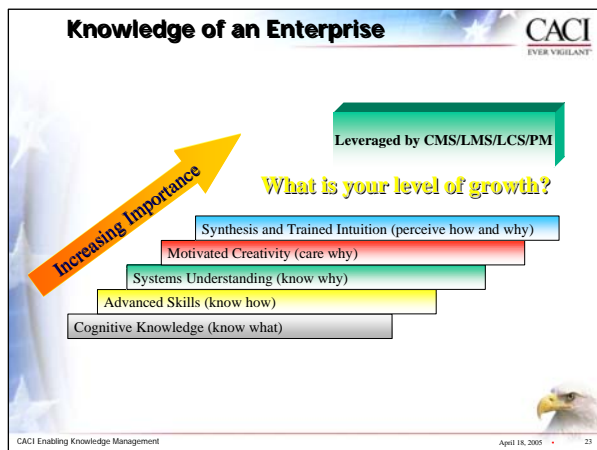 Knowledge of an Enterprise
CACI
EVER VIGILANT
Leveraged by CMS/LMS/LCS/PM
Increasing Importance
What is your level of growth?
Synthesis and Trained Intuition (perceive how and why)
Motivated Creativity (care why)
Systems Understanding (know why)
Advanced Skills (know how)
Cognitive Knowledge (know what)
CACI Enabling Knowledge Management
April 18, 2005 • 23